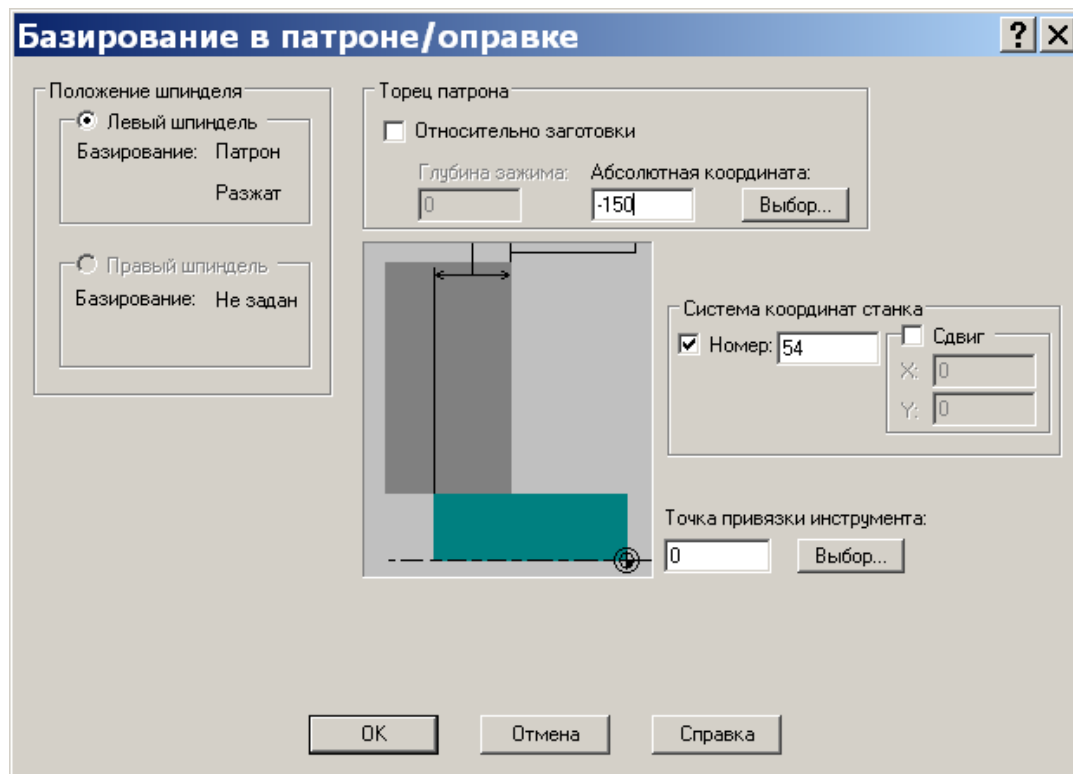 Базирование в патроне/оправке
Положение шпинделя
Левый шпиндель
Базирование: Патрон
Разжат
Правый шпиндель
Базирование: Не задан
Торец патрона
Относительно заготовки
Глубина зажима: Абсолютная координата:
0 -150 Выбор...
Система координат станка
Номер: 54 Сдвиг
X: 0
Y: 0
Точка привязки инструмента:
0 Выбор...
OK Отмена Справка